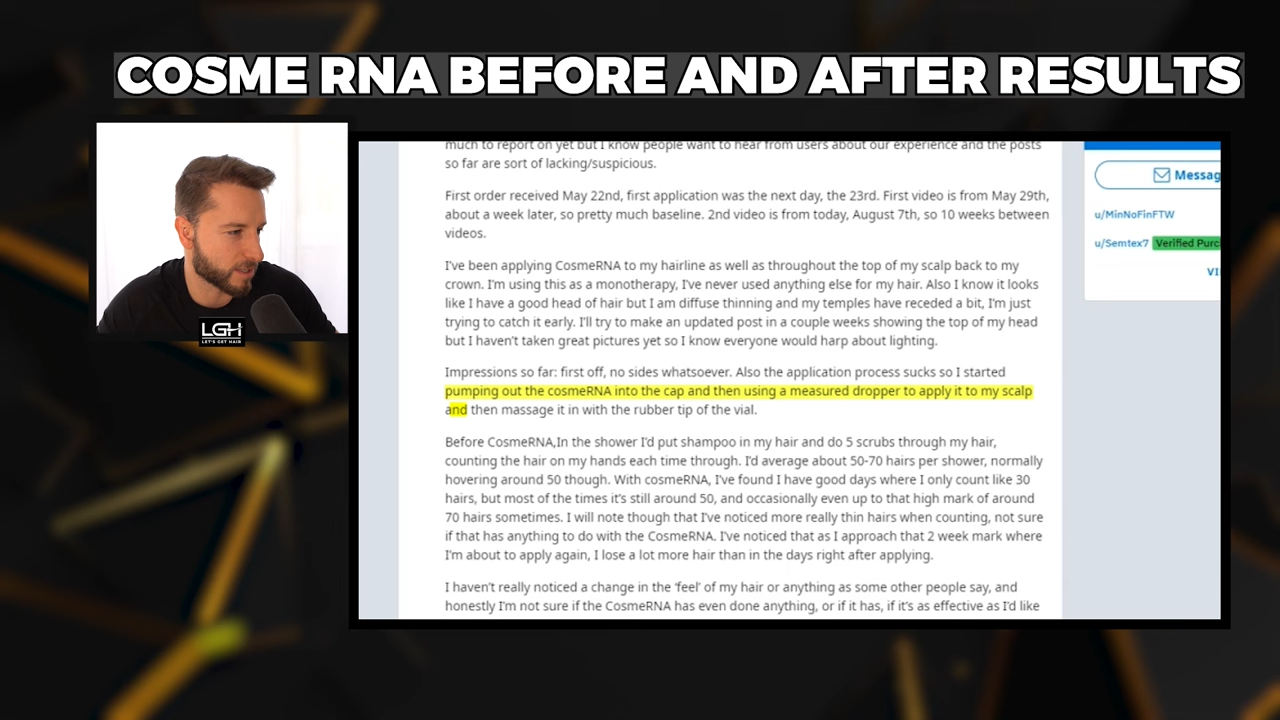 COSME RNA BEFORE AND AFTER RESULTS
much to report on yet but I know people want to hear from users about our experience and the posts
so far are sort of lacking/suspicious.
First order received May 22nd, first application was the next day, the 23rd. First video is from May 29th,
about a week later, so pretty much baseline. 2nd video is from today, August 7th, so 10 weeks between
videos.
I've been applying CosmeRNA to my hairline as well as throughout the top of my scalp back to my
crown. I'm using this as a monotherapy, I've never used anything else for my hair. Also I know it looks
like I have a good head of hair but I am diffuse thinning and my temples have receded a bit, I'm just
trying to catch it early. I'll try to make an updated post in a couple weeks showing the top of my head
but I haven't taken great pictures yet so I know everyone would harp about lighting.
Impressions so far: first off, no sides whatsoever. Also the application process sucks so I started
pumping out the cosmeRNA into the cap and then using a measured dropper to apply it to my scalp
and then massage it in with the rubber tip of the vial.
Before CosmeRNA,In the shower I'd put shampoo in my hair and do 5 scrubs through my hair,
counting the hair on my hands each time through. I'd average about 50-70 hairs per shower, normally
hovering around 50 though. With cosmeRNA, I've found I have good days where I only count like 30
hairs, but most of the times it's still around 50, and occasionally even up to that high mark of around
70 hairs sometimes. I will note though that I've noticed more really thin hairs when counting, not sure
if that has anything to do with the CosmeRNA. I've noticed that as I approach that 2 week mark where
I'm about to apply again, I lose a lot more hair than in the days right after applying.
I haven't really noticed a change in the 'feel' of my hair or anything as some other people say, and
honestly I'm not sure if the CosmeRNA has even done anything, or if it has, if it's as effective as I'd like
Messag
u/MinNoFinFTW
u/Semtex7 Verified Purc
VI
LGH
LET'S GET HAIR